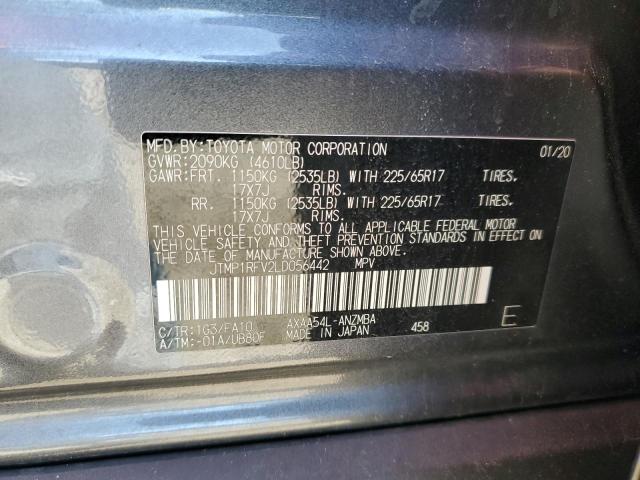 MFD. BY: TOYOTA MOTOR CORPORATION 01/20
GVWR: 2090KG (4610LB)
GAWR: FRT. 1150KG (2535LB) WITH 225/65R17 TIRES.
17X7J RIMS.
RR. 1150KG (2535LB) WITH 225/65R17 TIRES.
17X7J RIMS.
THIS VEHICLE CONFORMS TO ALL APPLICABLE FEDERAL MOTOR
VEHICLE SAFETY AND THEFT PREVENTION STANDARDS IN EFFECT ON
THE DATE OF MANUFACTURE SHOWN ABOVE.
JTMP1RFV2LD056442 MPV
C/TR: 1G3/FA10 AXAA54L-ANZMBA
A/TM: -01A/UB80F MADE IN JAPAN 458 E